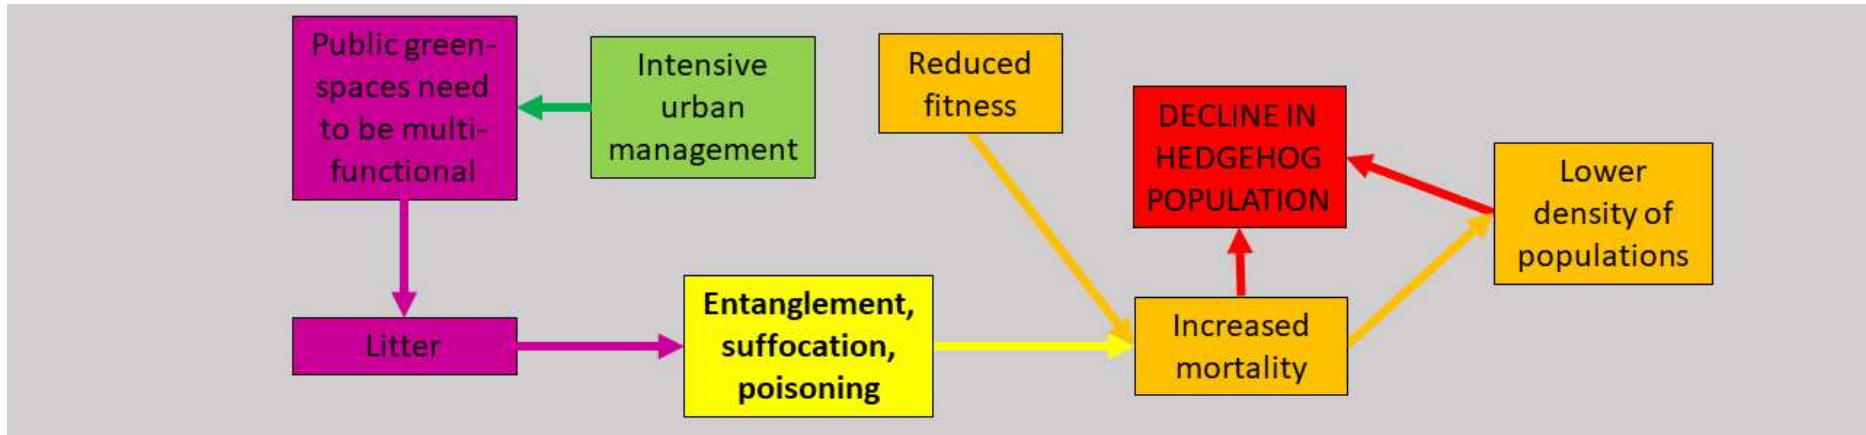 Public green-
spaces need
to be multi-
functional
Intensive
urban
management
Reduced
fitness
DECLINE IN
HEDGEHOG
POPULATION
Lower
density of
populations
Litter
Entanglement,
suffocation,
poisoning
Increased
mortality